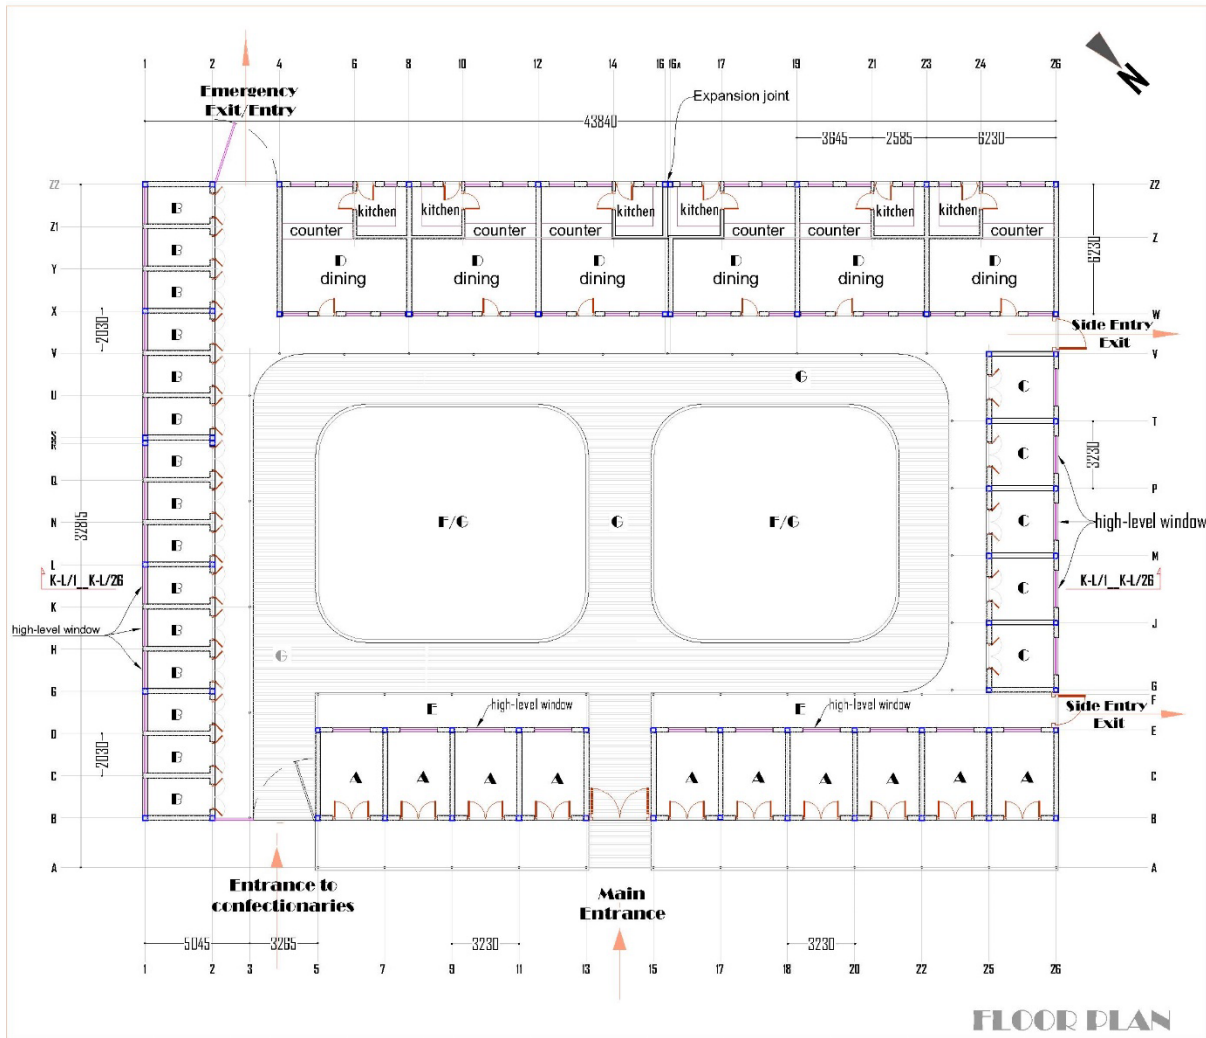 1 2 4 8 10 12 14 16 16A 17 19 21 23 24 26
N
Emergency
Exit/Entry
Expansion joint
43840
3645 2585 6230
Z2 Z2
kitchen kitchen kitchen kitchen kitchen kitchen
B
Z1
counter counter counter counter counter counter
Z
B
Y
D D D D D D
dining dining dining dining dining dining
6230
B
X
W
2030
B
Side Entry
Exit
V V
B
G
C
U
B
T
S
R
B
C
3230
Q
P
B
N
F/G G F/G
C
high-level window
32815
B
L
M
K-L/1__K-L/26 K-L/1__K-L/26
B
C
K
high-level window
B
J
H
G
C
B
G G
F
E E
high-level window high-level window
Side Entry
Exit
B
D
E
2030
B
C C
A A A A A A A A A A
B
B B
A A
Entrance to
confectionaries
Main
Entrance
5045 3265 3230 3230
1 2 3 5 7 9 11 13 15 17 18 20 22 25 26
FLOOR PLAN